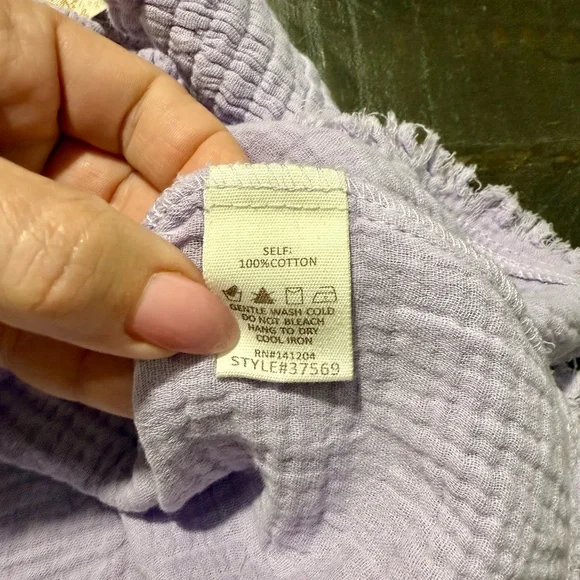 SELF:
100%COTTON
GENTLE WASH COLD
DO NOT BLEACH
HANG TO DRY
COOL IRON
RN#141204
STYLE#37569